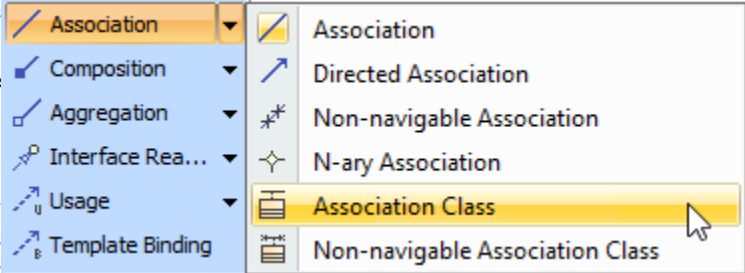 Association
Composition
Aggregation
Interface Rea...
Usage
Template Binding
Association
Directed Association
Non-navigable Association
N-ary Association
Association Class
Non-navigable Association Class